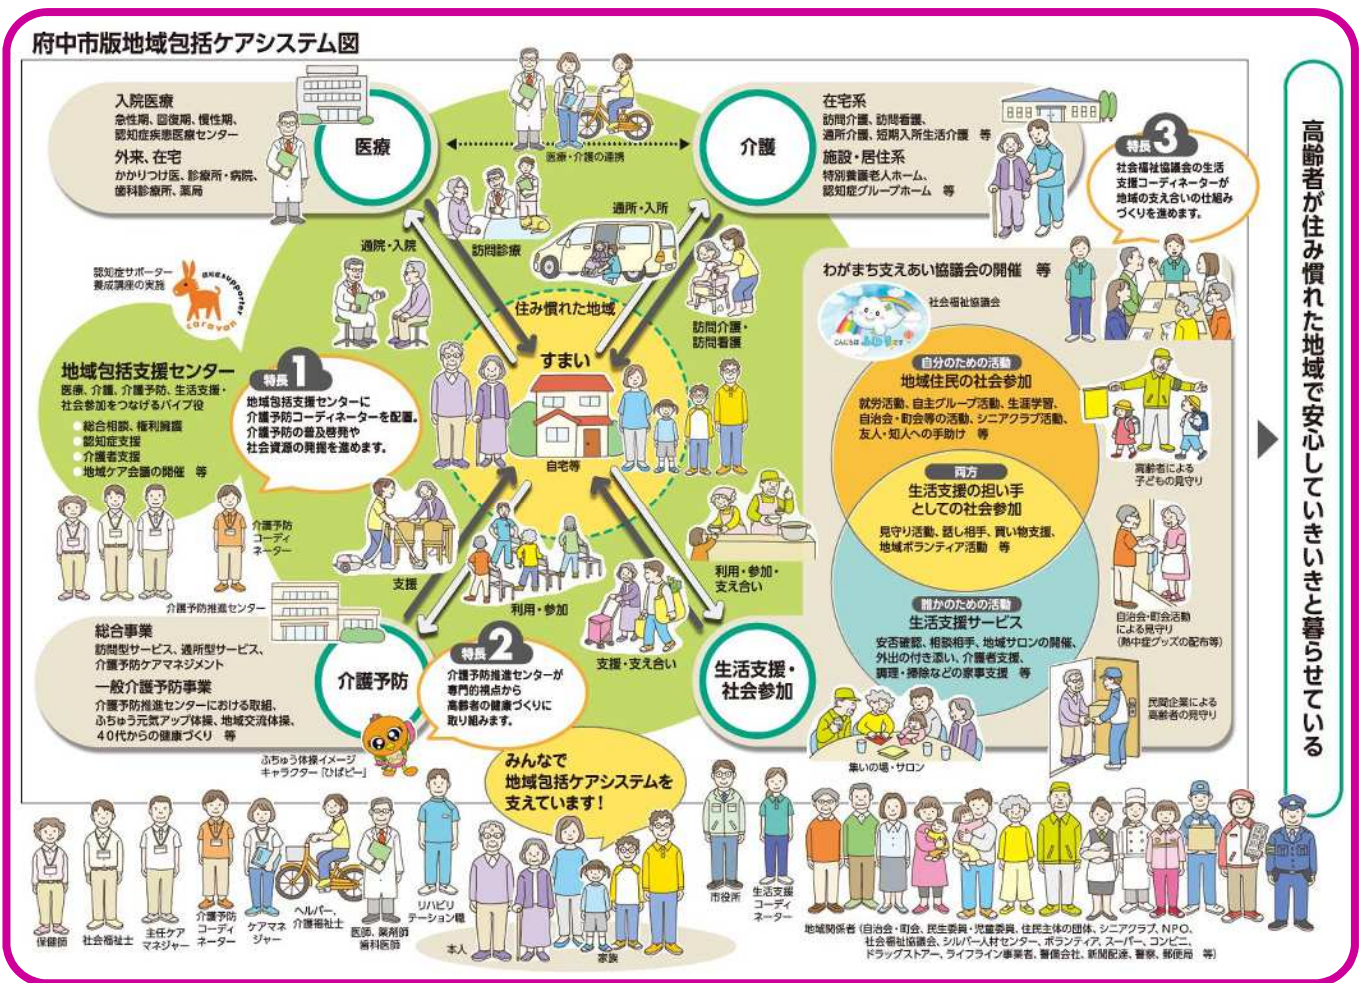 府中市版地域包括ケアシステム図
入院医療
急性期、回復期、慢性期、
認知症疾患医療センター
外来、在宅
かかりつけ医、診療所・病院、
歯科診療所、薬局
医療
医療・介護の連携
介護
在宅系
訪問介護、訪問看護、
通所介護、短期入所生活介護 等
施設・居住系
特別養護老人ホーム、
認知症グループホーム 等
特長3
社会福祉協議会の生活
支援コーディネーターが
地域の支え合いの仕組み
づくりを進めます。
高齢者が住み慣れた地域で安心していきいきと暮らせている
通院・入院
訪問診療
通所・入所
訪問介護・
訪問看護
認知症サポーター
養成講座の実施
認知症supporter
caravan
地域包括支援センター
医療、介護、介護予防、生活支援・
社会参加をつなげるパイプ役
総合相談、権利擁護
認知症支援
介護者支援
地域ケア会議の開催 等
特長1
地域包括支援センターに
介護予防コーディネーターを配置。
介護予防の普及啓発や
社会資源の発掘を進めます。
介護予防
コーディ
ネーター
住み慣れた地域
すまい
自宅等
わがまち支えあい協議会の開催 等
社会福祉協議会
こんにちは ふわりです
自分のための活動
地域住民の社会参加
就労活動、自主グループ活動、生涯学習、
自治会・町会等の活動、シニアクラブ活動、
友人・知人への手助け 等
両方
生活支援の担い手
としての社会参加
見守り活動、話し相手、買い物支援、
地域ボランティア活動 等
誰かのための活動
生活支援サービス
安否確認、相談相手、地域サロンの開催、
外出の付き添い、介護者支援、
調理・掃除などの家事支援 等
高齢者による
子どもの見守り
自治会・町会活動
による見守り
(熱中症グッズの配布等)
民間企業による
高齢者の見守り
集いの場・サロン
支援
利用・参加
支援・支え合い
利用・参加・
支え合い
介護予防推進センター
総合事業
訪問型サービス、通所型サービス、
介護予防ケアマネジメント
一般介護予防事業
介護予防推進センターにおける取組、
ふちゅう元気アップ体操、地域交流体操、
40代からの健康づくり 等
介護予防
ふちゅう体操イメージ
キャラクター「ひばピー」
特長2
介護予防推進センターが
専門的視点から
高齢者の健康づくりに
取り組みます。
生活支援・
社会参加
みんなで
地域包括ケアシステムを
支えています!
保健師
社会福祉士
主任ケア
マネジャー
介護予防
コーディ
ネーター
ケアマネ
ジャー
ヘルパー、
介護福祉士
医師、薬剤師
歯科医師
リハビリ
テーション職
本人
家族
市役所
生活支援
コーディ
ネーター
地域関係者(自治会・町会、民生委員・児童委員、住民主体の団体、シニアクラブ、NPO、
社会福祉協議会、シルバー人材センター、ボランティア、スーパー、コンビニ、
ドラッグストアー、ライフライン事業者、警備会社、新聞配達、警察、郵便局 等)